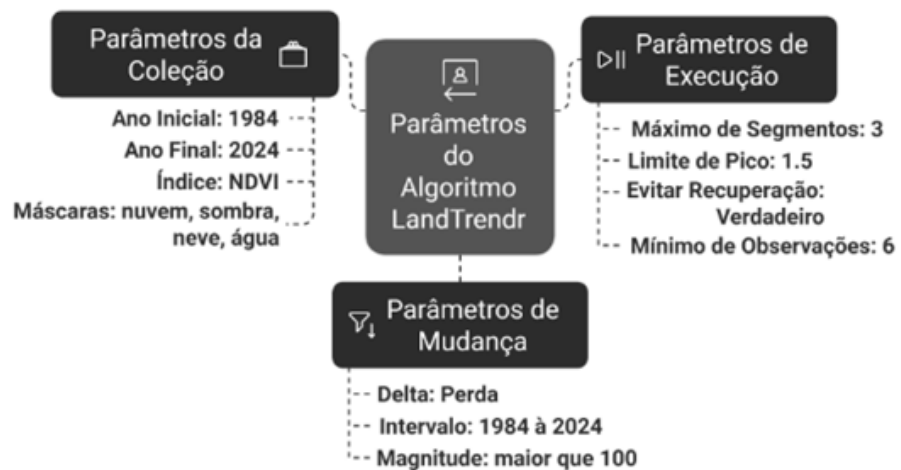 Parâmetros da
Coleção
Ano Inicial: 1984
Ano Final: 2024
Índice: NDVI
Máscaras: nuvem, sombra,
neve, água
Parâmetros
do
Algoritmo
LandTrendr
Parâmetros de
Execução
Máximo de Segmentos: 3
Limite de Pico: 1.5
Evitar Recuperação:
Verdadeiro
Mínimo de Observações: 6
Parâmetros de
Mudança
Delta: Perda
Intervalo: 1984 à 2024
Magnitude: maior que 100